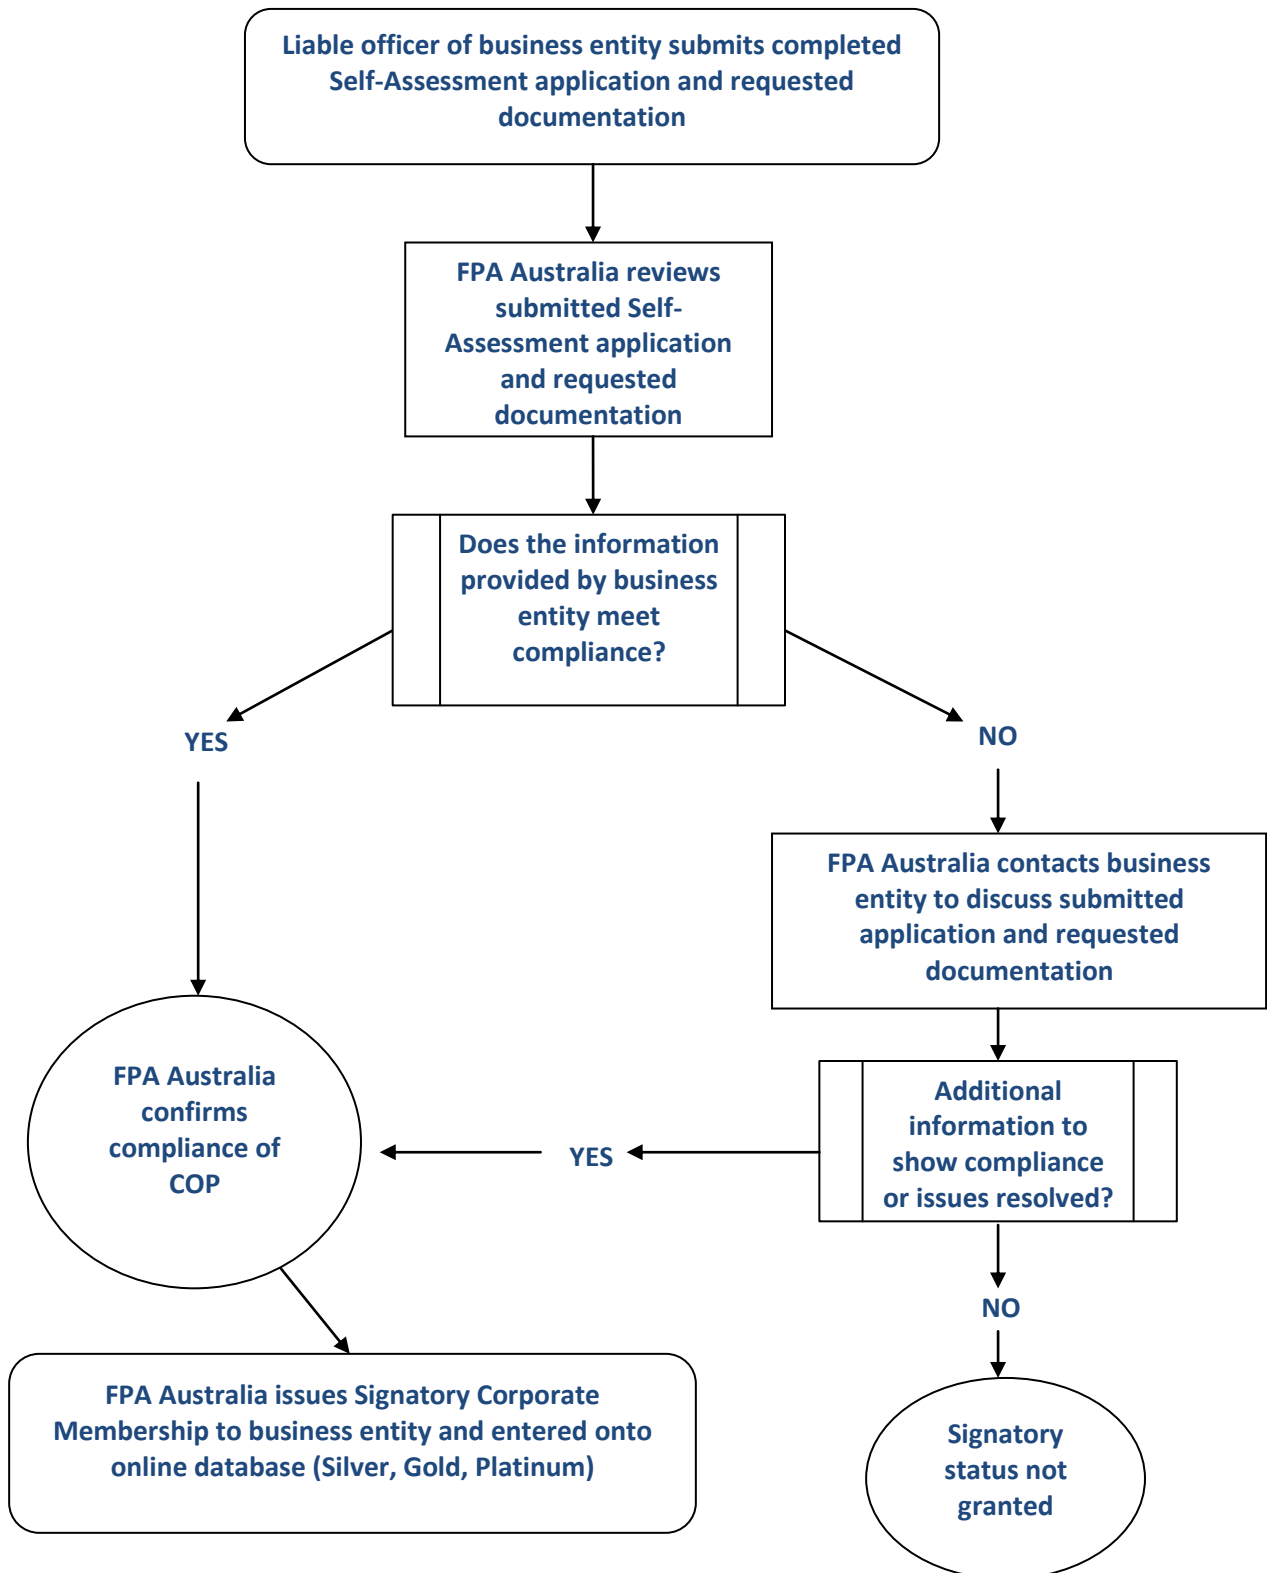 Liable officer of business entity submits completed
Self-Assessment application and requested
documentation
FPA Australia reviews
submitted Self-
Assessment application
and requested
documentation
Does the information
provided by business
entity meet
compliance?
YES
NO
FPA Australia contacts business
entity to discuss submitted
application and requested
documentation
FPA Australia
confirms
compliance of
COP
YES
Additional
information to
show compliance
or issues resolved?
NO
FPA Australia issues Signatory Corporate
Membership to business entity and entered onto
online database (Silver, Gold, Platinum)
Signatory
status not
granted